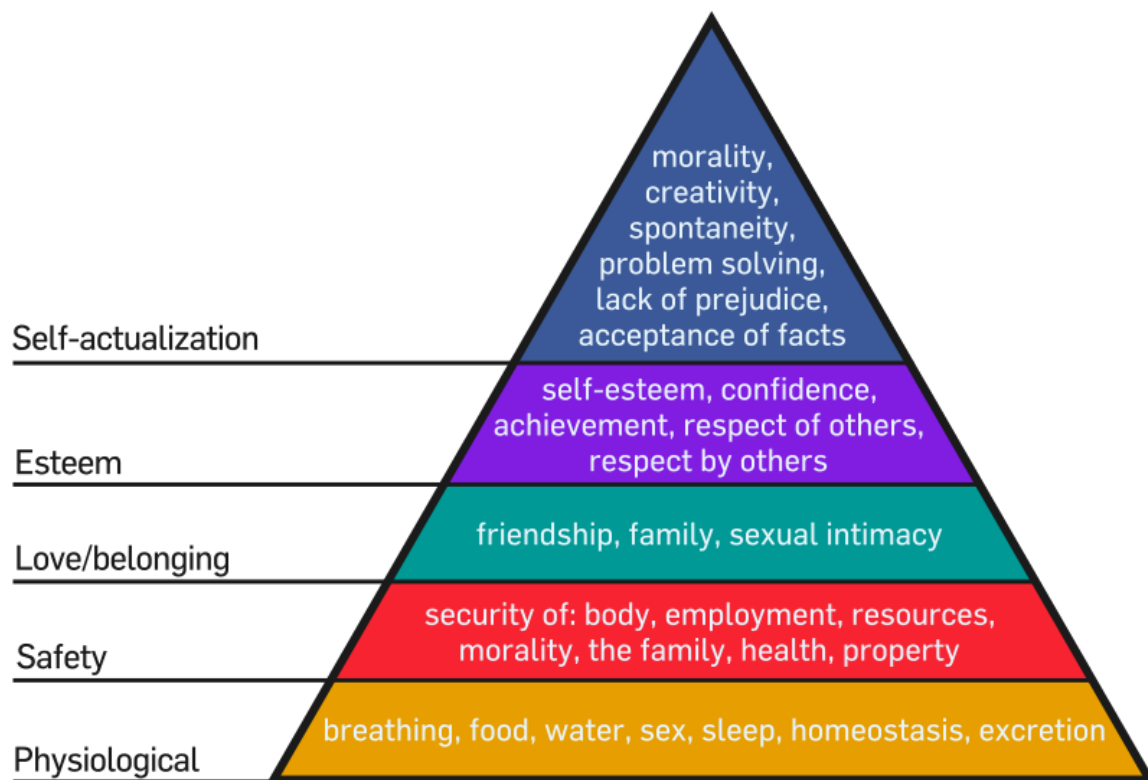 morality,
creativity,
spontaneity,
problem solving,
lack of prejudice,
acceptance of facts
Self-actualization
self-esteem, confidence,
achievement, respect of others,
respect by others
Esteem
friendship, family, sexual intimacy
Love/belonging
security of: body, employment, resources,
morality, the family, health, property
Safety
breathing, food, water, sex, sleep, homeostasis, excretion
Physiological